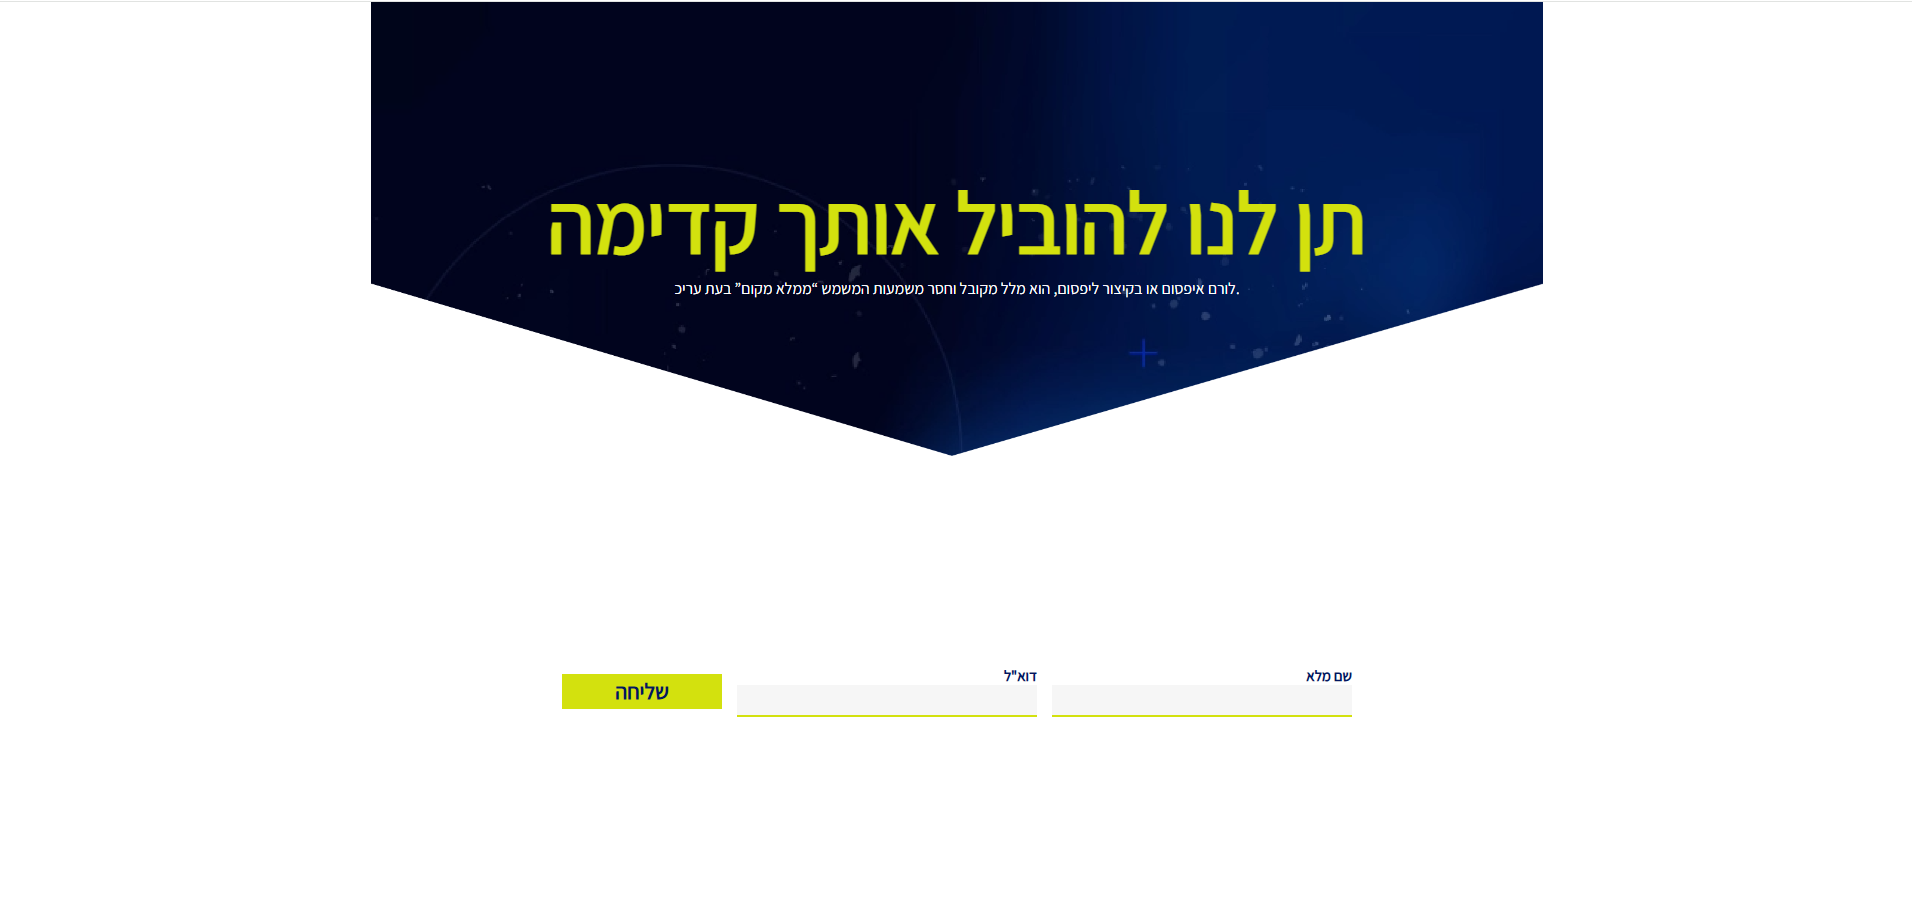 תן לנו להוביל אותך קדימה
.לורם איפסום או בקיצור ליפסום, הוא מלל מקובל וחסר משמעות המשמש “ממלא מקום” בעת עריכ
שם מלא
דוא"ל
שליחה